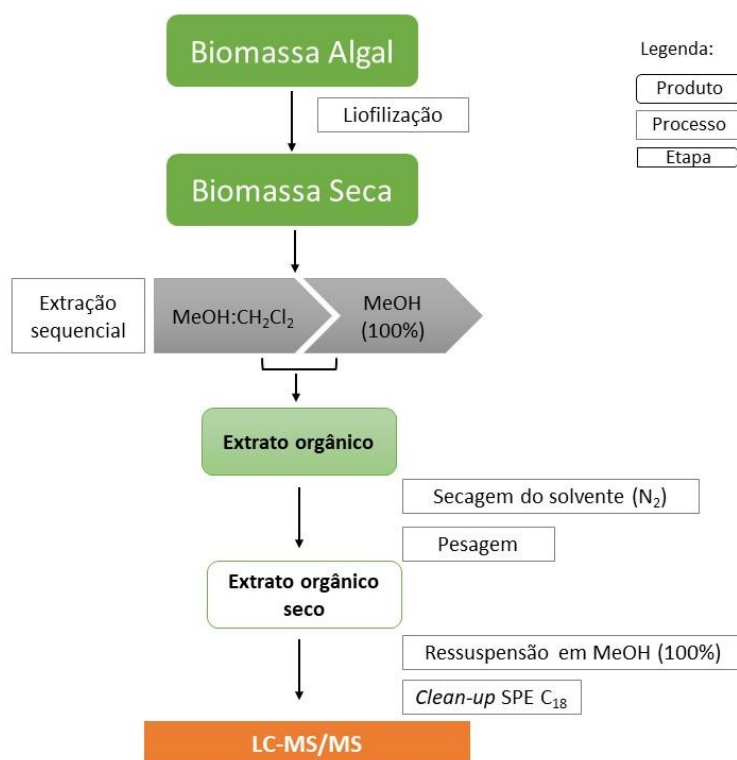 Biomassa Algal
Legenda:
Produto
Processo
Etapa
Liofilização
Biomassa Seca
Extração
sequencial
MeOH:CH₂Cl₂
MeOH
(100%)
Extrato orgânico
Secagem do solvente (N₂)
Pesagem
Extrato orgânico
seco
Ressuspensão em MeOH (100%)
Clean-up SPE C₁₈
LC-MS/MS